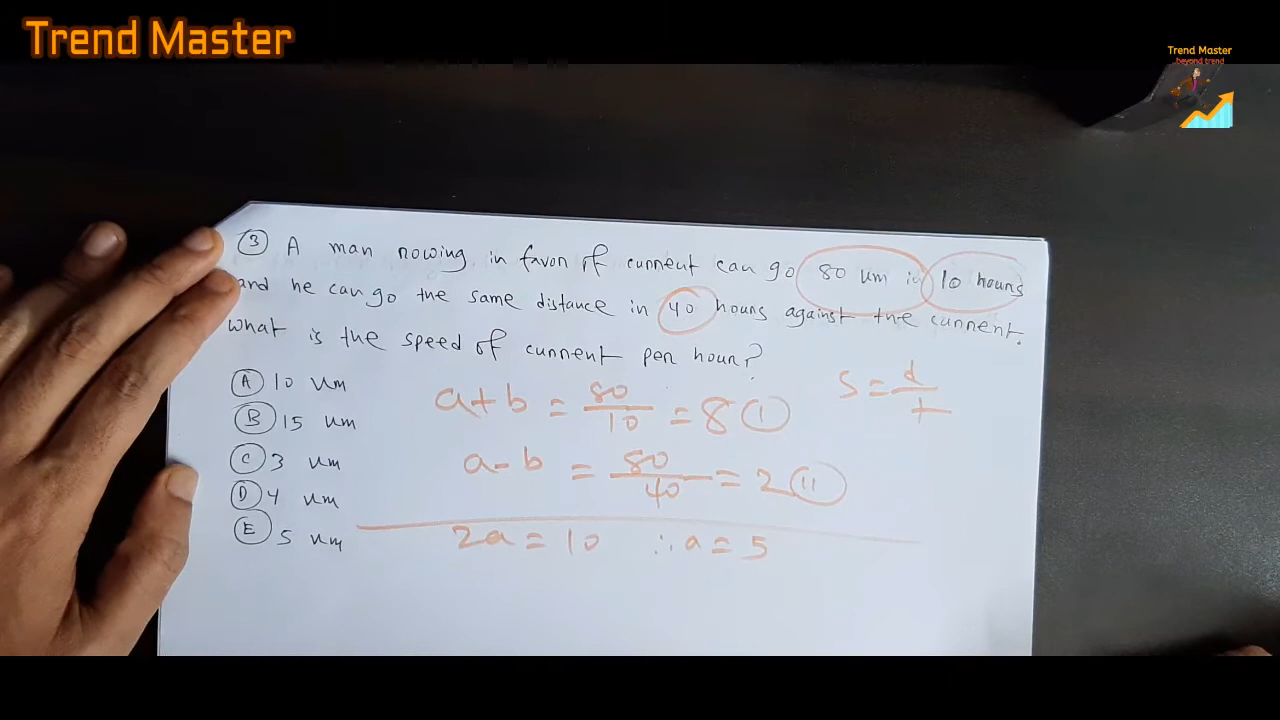 Trend Master
Trend Master
beyond trend
③ A man rowing in favor of current can go 80 km in 10 hours
and he can go the same distance in 40 hours against the current.
what is the speed of current per hour?
Ⓐ 10 km
Ⓑ 15 km
Ⓒ 3 km
Ⓓ 4 km
Ⓔ 5 km
a+b = 80/10 = 8 ①
S = d/t
a-b = 80/40 = 2 ⑪
2a = 10 ∴ a = 5